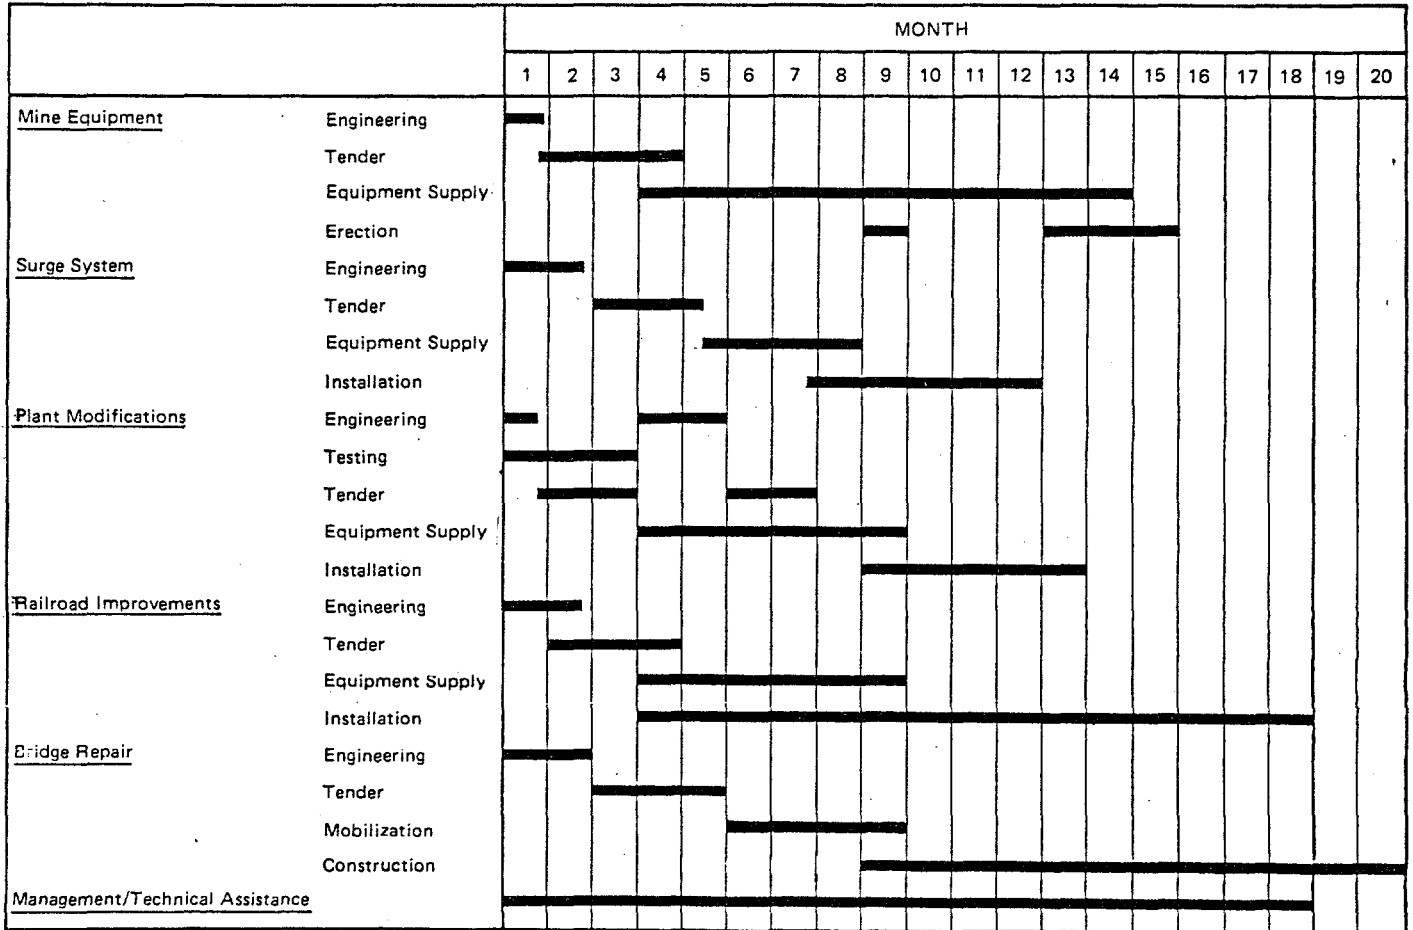 MONTH
1 2 3 4 5 6 7 8 9 10 11 12 13 14 15 16 17 18 19 20
Mine Equipment Engineering
Tender
Equipment Supply
Erection
Surge System Engineering
Tender
Equipment Supply
Installation
Plant Modifications Engineering
Testing
Tender
Equipment Supply
Installation
Railroad Improvements Engineering
Tender
Equipment Supply
Installation
Bridge Repair Engineering
Tender
Mobilization
Construction
Management/Technical Assistance